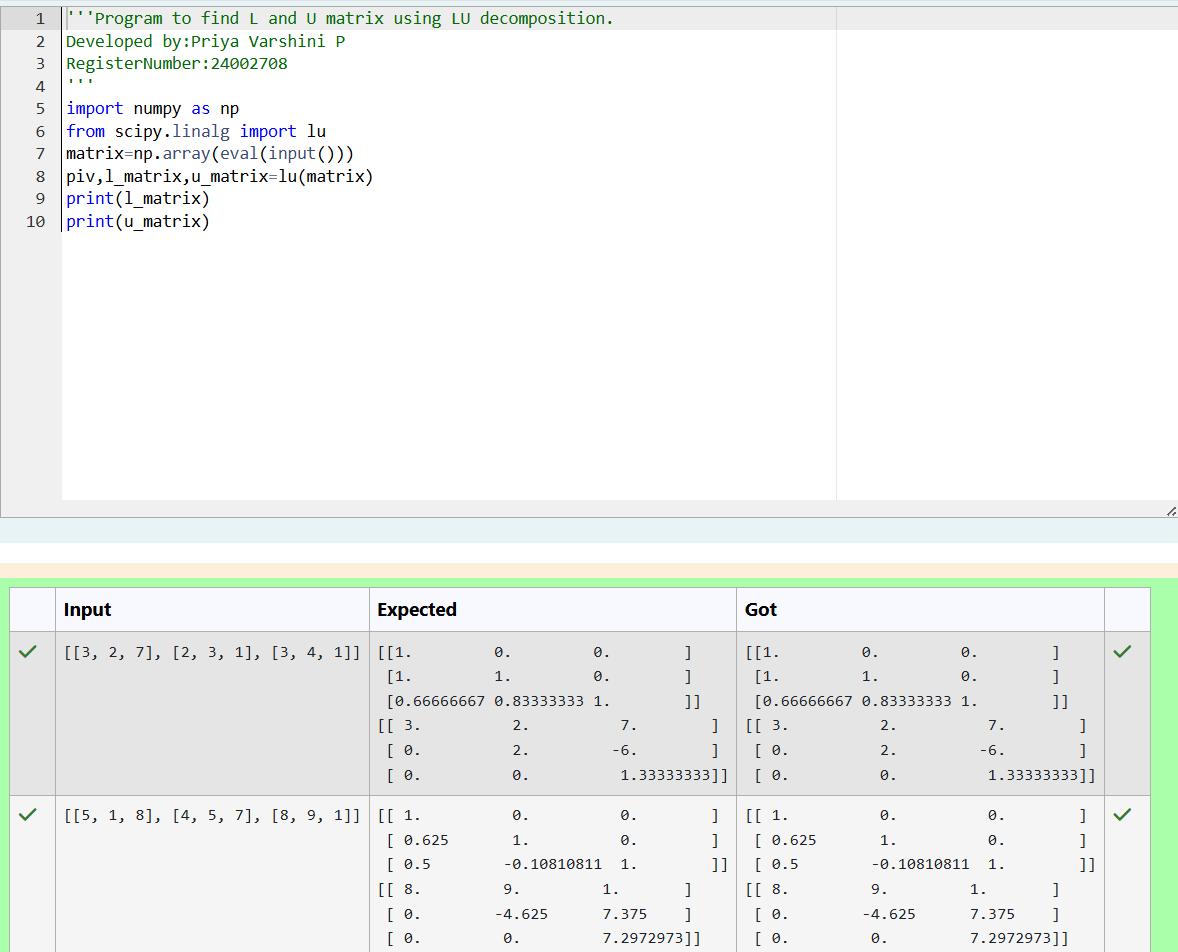 1 '''Program to find L and U matrix using LU decomposition.
2 Developed by:Priya Varshini P
3 RegisterNumber:24002708
4 '''
5 import numpy as np
6 from scipy.linalg import lu
7 matrix=np.array(eval(input()))
8 piv,l_matrix,u_matrix=lu(matrix)
9 print(l_matrix)
10 print(u_matrix)
Input Expected Got
[[3, 2, 7], [2, 3, 1], [3, 4, 1]] [[1. 0. 0. ] [[1. 0. 0. ]
[1. 1. 0. ] [1. 1. 0. ]
[0.66666667 0.83333333 1. ]] [0.66666667 0.83333333 1. ]]
[[ 3. 2. 7. ] [[ 3. 2. 7. ]
[ 0. 2. -6. ] [ 0. 2. -6. ]
[ 0. 0. 1.33333333]] [ 0. 0. 1.33333333]]
[[5, 1, 8], [4, 5, 7], [8, 9, 1]] [[ 1. 0. 0. ] [[ 1. 0. 0. ]
[ 0.625 1. 0. ] [ 0.625 1. 0. ]
[ 0.5 -0.10810811 1. ]] [ 0.5 -0.10810811 1. ]]
[[ 8. 9. 1. ] [[ 8. 9. 1. ]
[ 0. -4.625 7.375 ] [ 0. -4.625 7.375 ]
[ 0. 0. 7.2972973]] [ 0. 0. 7.2972973]]